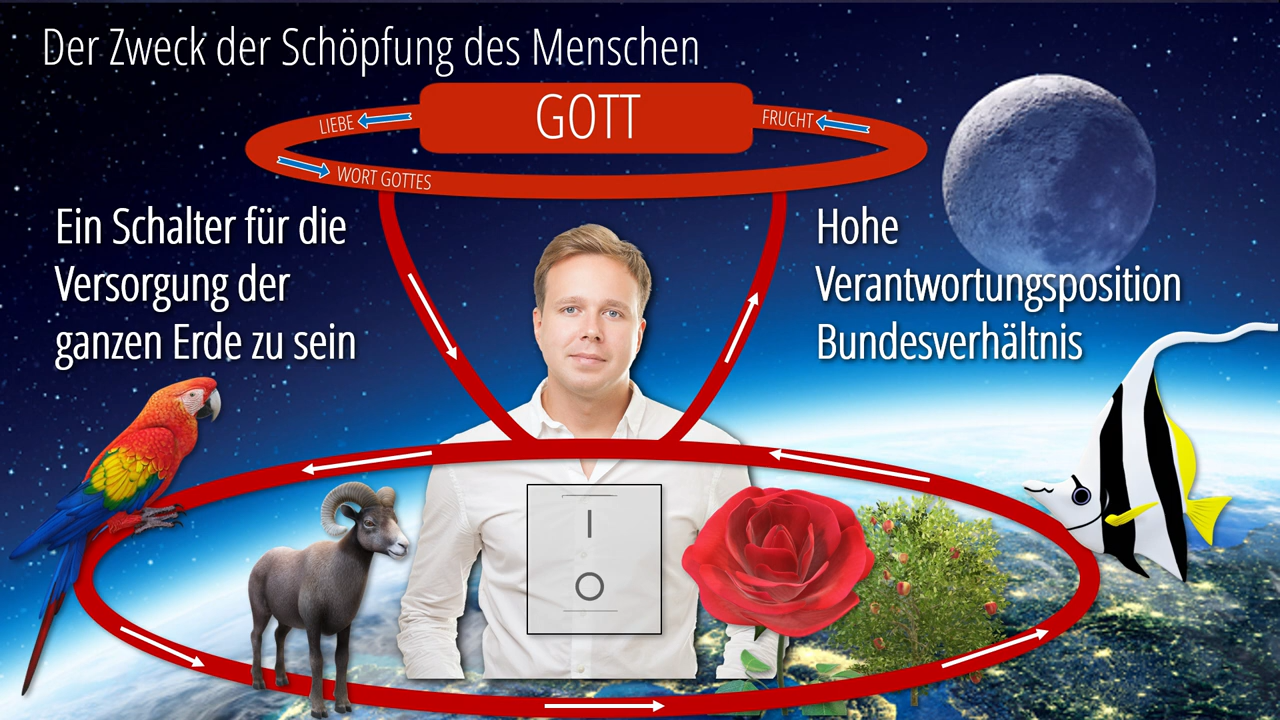 Der Zweck der Schöpfung des Menschen
GOTT
LIEBE
FRUCHT
WORT GOTTES
Ein Schalter für die
Versorgung der
ganzen Erde zu sein
Hohe
Verantwortungsposition
Bundesverhältnis
I
O